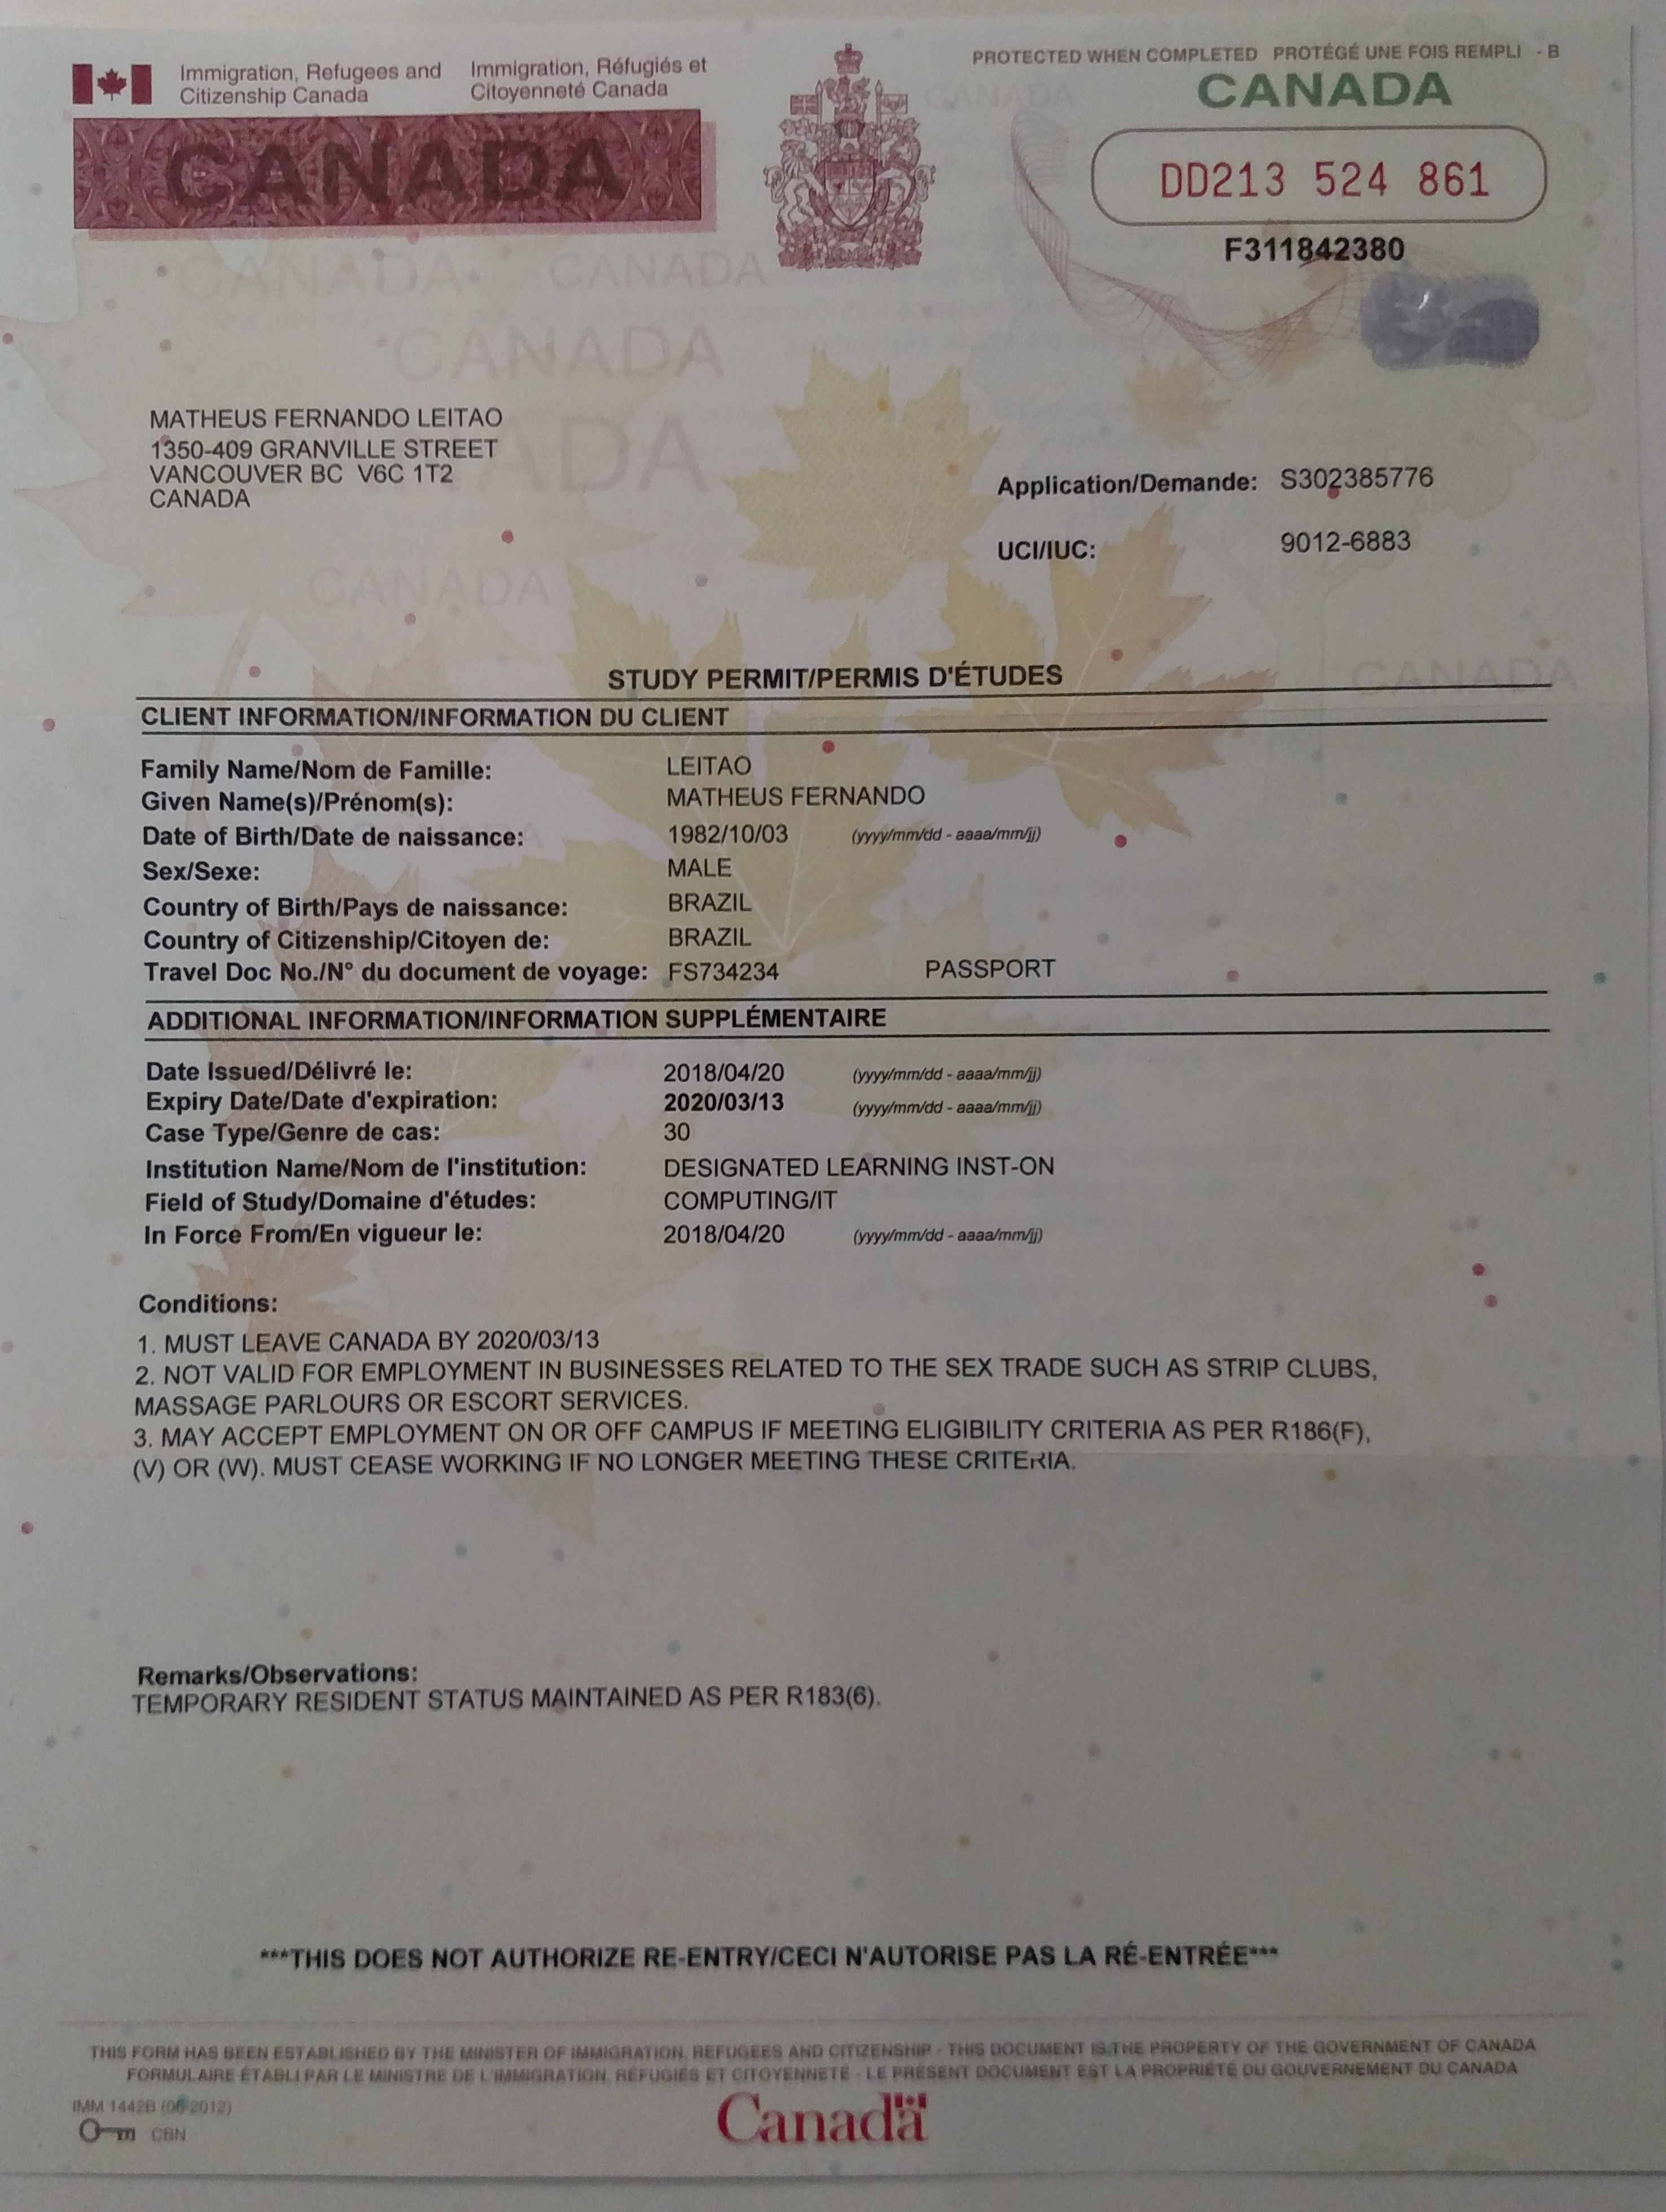 Immigration, Refugees and Citizenship Canada
Immigration, Réfugiés et Citoyenneté Canada
PROTECTED WHEN COMPLETED PROTÉGÉ UNE FOIS REMPLI - B
CANADA
CANADA
DD213 524 861
F311842380
MATHEUS FERNANDO LEITAO
1350-409 GRANVILLE STREET
VANCOUVER BC V6C 1T2
CANADA
Application/Demande: S302385776
UCI/IUC: 9012-6883
STUDY PERMIT/PERMIS D'ÉTUDES
CLIENT INFORMATION/INFORMATION DU CLIENT
Family Name/Nom de Famille: LEITAO
Given Name(s)/Prénom(s): MATHEUS FERNANDO
Date of Birth/Date de naissance: 1982/10/03 (yyyy/mm/dd - aaaa/mm/jj)
Sex/Sexe: MALE
Country of Birth/Pays de naissance: BRAZIL
Country of Citizenship/Citoyen de: BRAZIL
Travel Doc No./N° du document de voyage: FS734234 PASSPORT
ADDITIONAL INFORMATION/INFORMATION SUPPLÉMENTAIRE
Date Issued/Délivré le: 2018/04/20 (yyyy/mm/dd - aaaa/mm/jj)
Expiry Date/Date d'expiration: 2020/03/13 (yyyy/mm/dd - aaaa/mm/jj)
Case Type/Genre de cas: 30
Institution Name/Nom de l'institution: DESIGNATED LEARNING INST-ON
Field of Study/Domaine d'études: COMPUTING/IT
In Force From/En vigueur le: 2018/04/20 (yyyy/mm/dd - aaaa/mm/jj)
Conditions:
1. MUST LEAVE CANADA BY 2020/03/13
2. NOT VALID FOR EMPLOYMENT IN BUSINESSES RELATED TO THE SEX TRADE SUCH AS STRIP CLUBS,
MASSAGE PARLOURS OR ESCORT SERVICES.
3. MAY ACCEPT EMPLOYMENT ON OR OFF CAMPUS IF MEETING ELIGIBILITY CRITERIA AS PER R186(F),
(V) OR (W). MUST CEASE WORKING IF NO LONGER MEETING THESE CRITERIA.
Remarks/Observations:
TEMPORARY RESIDENT STATUS MAINTAINED AS PER R183(6).
***THIS DOES NOT AUTHORIZE RE-ENTRY/CECI N'AUTORISE PAS LA RÉ-ENTRÉE***
THIS FORM HAS BEEN ESTABLISHED BY THE MINISTER OF IMMIGRATION, REFUGEES AND CITIZENSHIP - THIS DOCUMENT IS THE PROPERTY OF THE GOVERNMENT OF CANADA
FORMULAIRE ÉTABLI PAR LE MINISTRE DE L'IMMIGRATION, RÉFUGIÉS ET CITOYENNETÉ - LE PRÉSENT DOCUMENT EST LA PROPRIÉTÉ DU GOUVERNEMENT DU CANADA
IMM 1442B (06-2012)
CBN
Canada